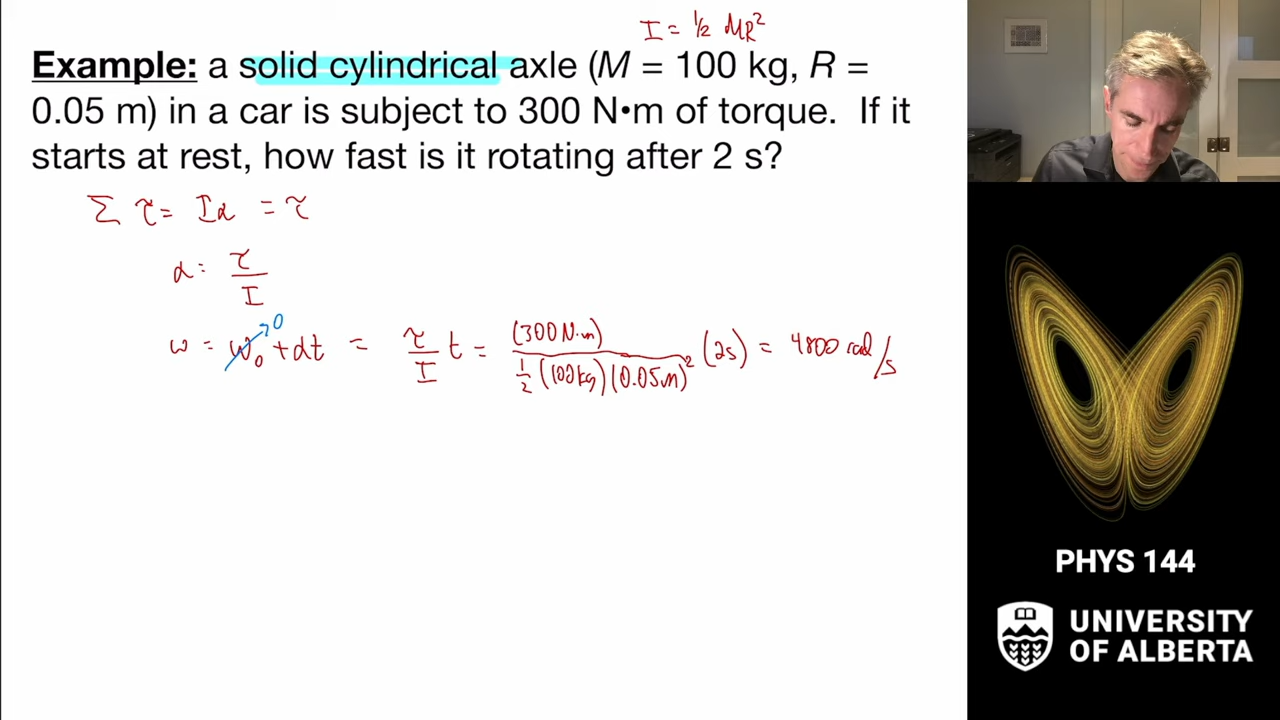 I = ½ MR²
Example: a solid cylindrical axle (M = 100 kg, R =
0.05 m) in a car is subject to 300 N•m of torque. If it
starts at rest, how fast is it rotating after 2 s?
Σ τ = Iα = τ
α = τ/I
ω = ω₀→0 + αt = τ/I t = (300 N·m)/(½ (100 kg)(0.05 m)²) (2s) = 4800 rad/s
PHYS 144
UNIVERSITY
OF ALBERTA